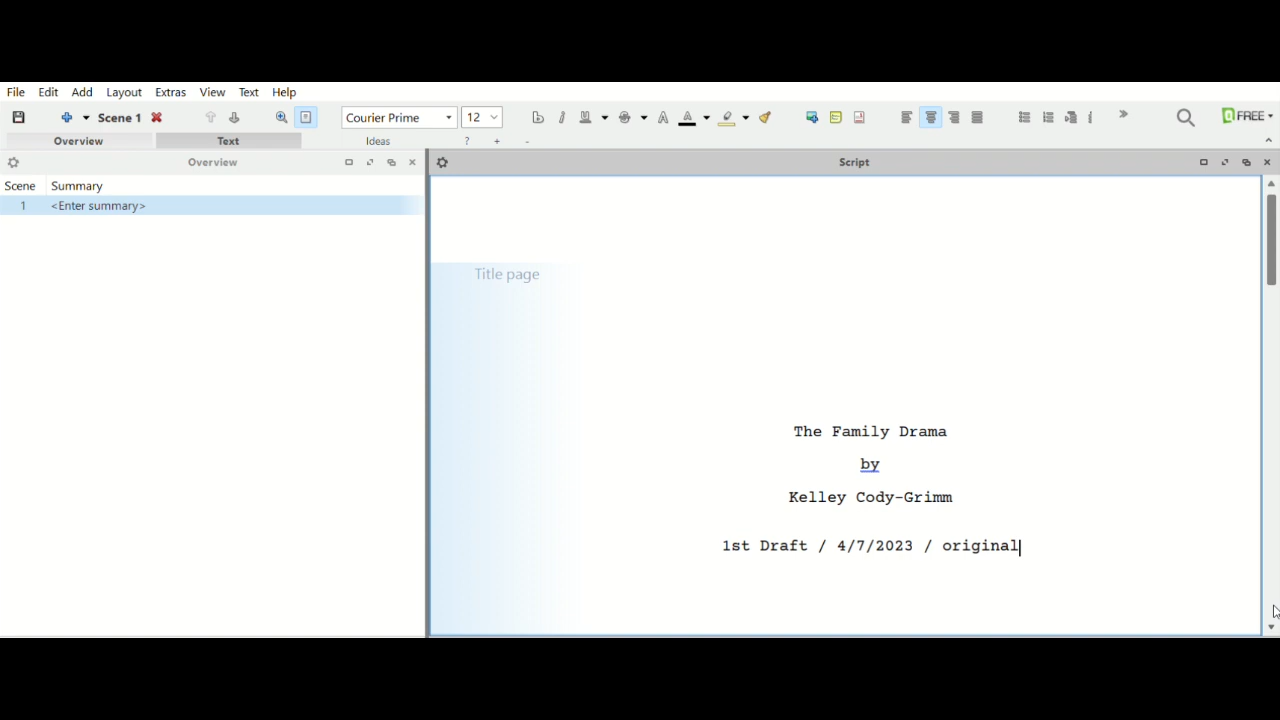 File Edit Add Layout Extras View Text Help
Scene 1 Courier Prime 12 FREE
Overview Text Ideas ? + -
Overview Script
Scene Summary
1 <Enter summary>
Title page
The Family Drama
by
Kelley Cody-Grimm
1st Draft / 4/7/2023 / original